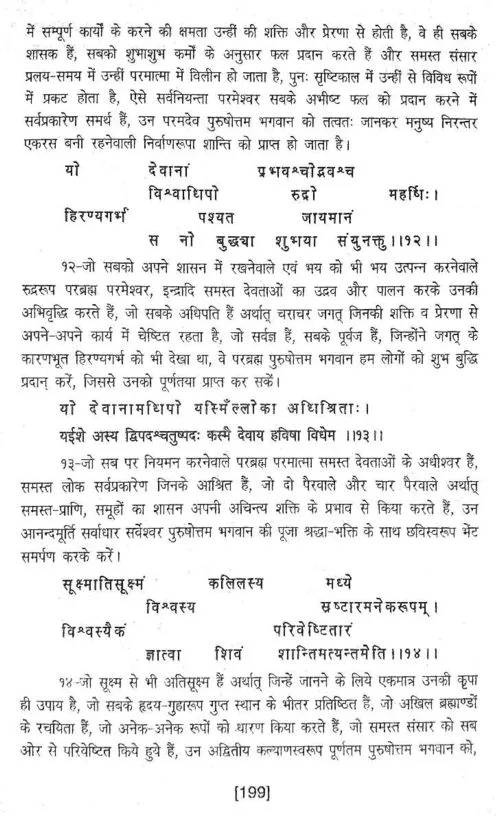 में सम्पूर्ण कार्यों के करने की क्षमता उन्हीं की शक्ति और प्रेरणा से होती है, वे ही सबके
शासक हैं, सबको शुभाशुभ कर्मों के अनुसार फल प्रदान करते हैं और समस्त संसार
प्रलय-समय में उन्हीं परमात्मा में विलीन हो जाता है, पुनः सृष्टिकाल में उन्हीं से विविध रूपों
में प्रकट होता है, ऐसे सर्वनियन्ता परमेश्वर सबके अभीष्ट फल को प्रदान करने में
सर्वप्रकारेण समर्थ हैं, उन परमदेव पुरुषोत्तम भगवान को तत्वतः जानकर मनुष्य निरन्तर
एकरस बनी रहनेवाली निर्वाणरूपा शान्ति को प्राप्त हो जाता है।
यो देवानां प्रभवश्चोद्भवश्च
विश्वाधिपो रुद्रो महर्षिः।
हिरण्यगर्भं पश्यत जायमानं
स नो बुद्धया शुभया संयुनक्तु।।१२।।
१२-जो सबको अपने शासन में रखनेवाले एवं भय को भी भय उत्पन्न करनेवाले
रुद्ररूप परब्रह्म परमेश्वर, इन्द्रादि समस्त देवताओं का उद्भव और पालन करके उनकी
अभिवृद्धि करते हैं, जो सबके अधिपति हैं अर्थात् चराचर जगत् जिनकी शक्ति व प्रेरणा से
अपने-अपने कार्य में चेष्टित रहता है, जो सर्वज्ञ हैं, सबके पूर्वज हैं, जिन्होंने जगत् के
कारणभूत हिरण्यगर्भ को भी देखा था, वे परब्रह्म पुरुषोत्तम भगवान हम लोगों को शुभ बुद्धि
प्रदान् करें, जिससे उनको पूर्णतया प्राप्त कर सकें।
यो देवानामधिपो यस्मिँल्लोका अधिश्रिताः।
यईशे अस्य द्विपदश्चतुष्पदः कस्मै देवाय हविषा विधेम ।।१३।।
१३-जो सब पर नियमन करनेवाले परब्रह्म परमात्मा समस्त देवताओं के अधीश्वर हैं,
समस्त लोक सर्वप्रकारेण जिनके आश्रित हैं, जो दो पैरवाले और चार पैरवाले अर्थात्
समस्त-प्राणि, समूहों का शासन अपनी अचिन्त्य शक्ति के प्रभाव से किया करते हैं, उन
आनन्दमूर्ति सर्वाधार सर्वेश्वर पुरुषोत्तम भगवान की पूजा श्रद्धा-भक्ति के साथ छविस्वरूप भेंट
समर्पण करके करें।
सूक्ष्मातिसूक्ष्मं कलिलस्य मध्ये
विश्वस्य स्रष्टारमनेकरूपम्।
विश्वस्यैकं परिवेष्टितारं
ज्ञात्वा शिवं शान्तिमत्यन्तमेति।।१४।।
१४-जो सूक्ष्म से भी अतिसूक्ष्म हैं अर्थात् जिन्हें जानने के लिये एकमात्र उनकी कृपा
ही उपाय है, जो सबके हृदय-गुहारूप गुप्त स्थान के भीतर प्रतिष्ठित हैं, जो अखिल ब्रह्माण्डों
के रचयिता हैं, जो अनेक-अनेक रूपों को धारण किया करते हैं, जो समस्त संसार को सब
ओर से परिवेष्टित किये हुये हैं, उन अद्वितीय कल्याणस्वरूप पूर्णतम पुरुषोत्तम भगवान को,
[199]